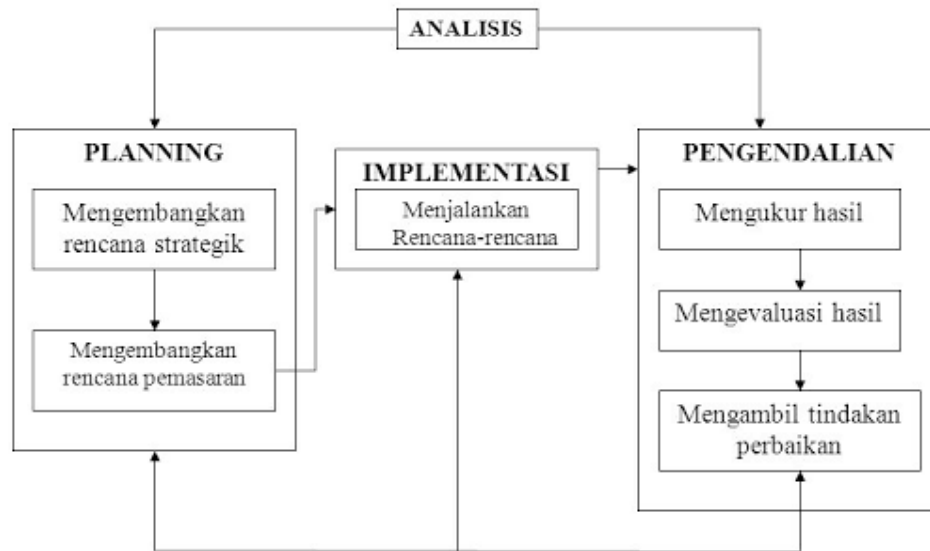 ANALISIS
PLANNING
Mengembangkan
rencana strategik
Mengembangkan
rencana pemasaran
IMPLEMENTASI
Menjalankan
Rencana-rencana
PENGENDALIAN
Mengukur hasil
Mengevaluasi hasil
Mengambil tindakan
perbaikan